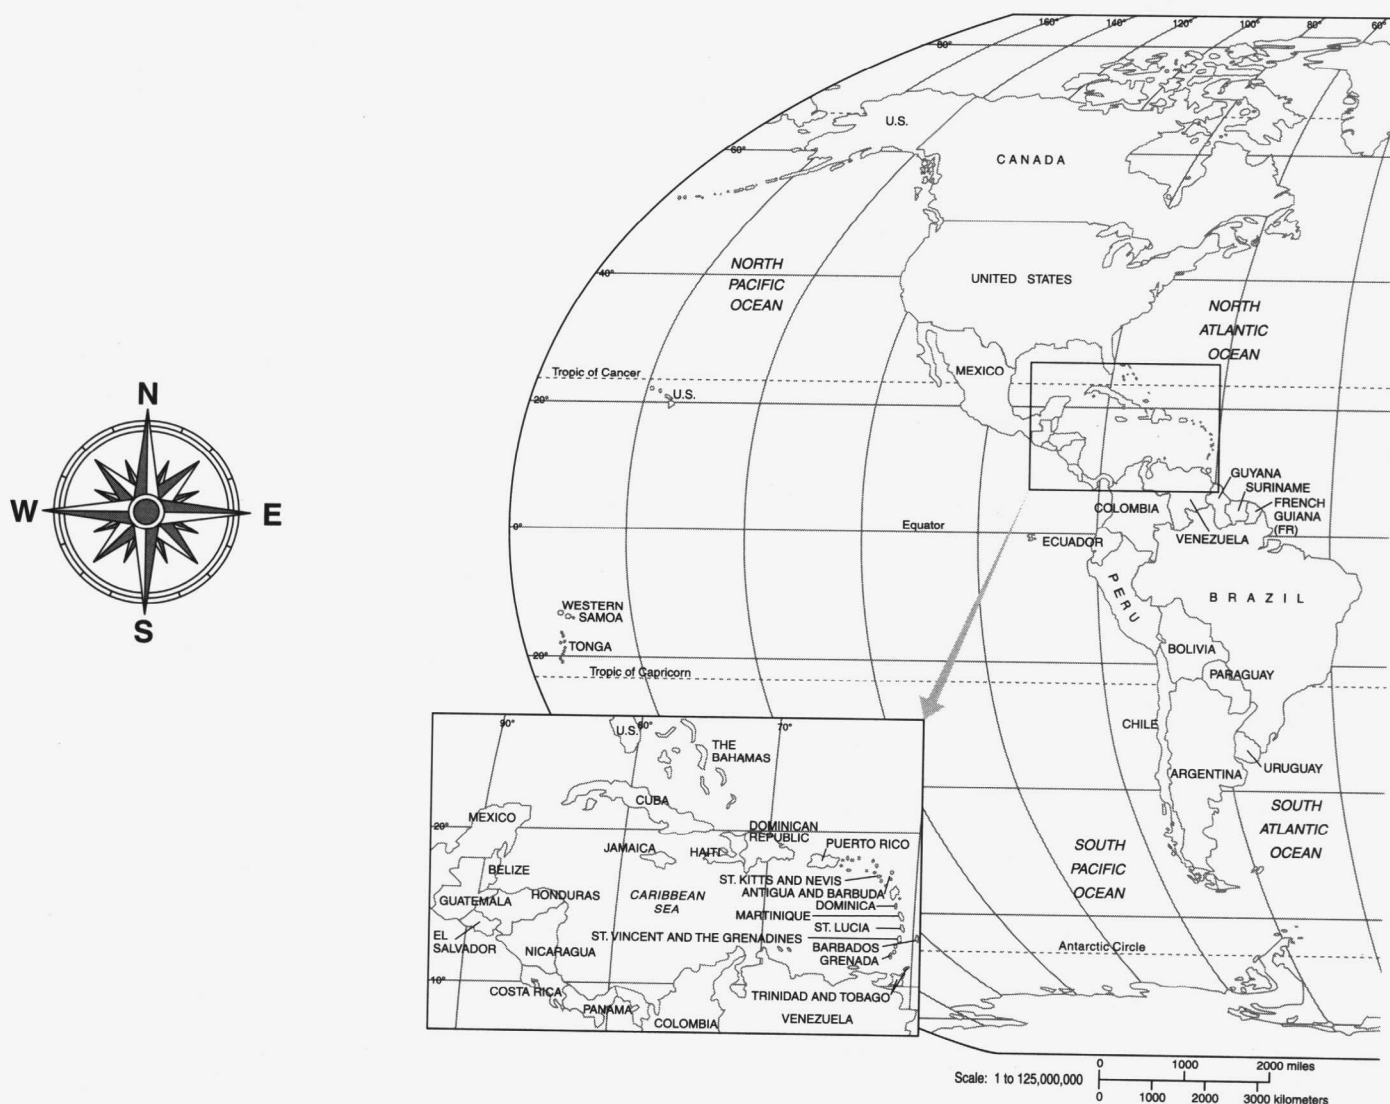 160° 140° 120° 100° 80° 60°
80°
U.S.
60°
CANADA
NORTH
PACIFIC
OCEAN
40°
UNITED STATES
NORTH
ATLANTIC
OCEAN
Tropic of Cancer
MEXICO
U.S.
20°
N
W E
S
GUYANA
SURINAME
FRENCH
GUIANA
(FR)
COLOMBIA
VENEZUELA
0°
Equator
ECUADOR
PERU
BRAZIL
WESTERN
SAMOA
TONGA
BOLIVIA
20°
Tropic of Capricorn
PARAGUAY
CHILE
ARGENTINA
URUGUAY
SOUTH
ATLANTIC
OCEAN
SOUTH
PACIFIC
OCEAN
Antarctic Circle
90° 80° 70°
U.S.
THE
BAHAMAS
CUBA
MEXICO
20°
DOMINICAN
REPUBLIC
PUERTO RICO
JAMAICA
HAITI
BELIZE
ST. KITTS AND NEVIS
ANTIGUA AND BARBUDA
HONDURAS
CARIBBEAN
SEA
GUATEMALA
DOMINICA
MARTINIQUE
ST. LUCIA
EL
SALVADOR
ST. VINCENT AND THE GRENADINES
BARBADOS
NICARAGUA
GRENADA
10°
COSTA RICA
TRINIDAD AND TOBAGO
PANAMA
COLOMBIA
VENEZUELA
0 1000 2000 miles
Scale: 1 to 125,000,000
0 1000 2000 3000 kilometers